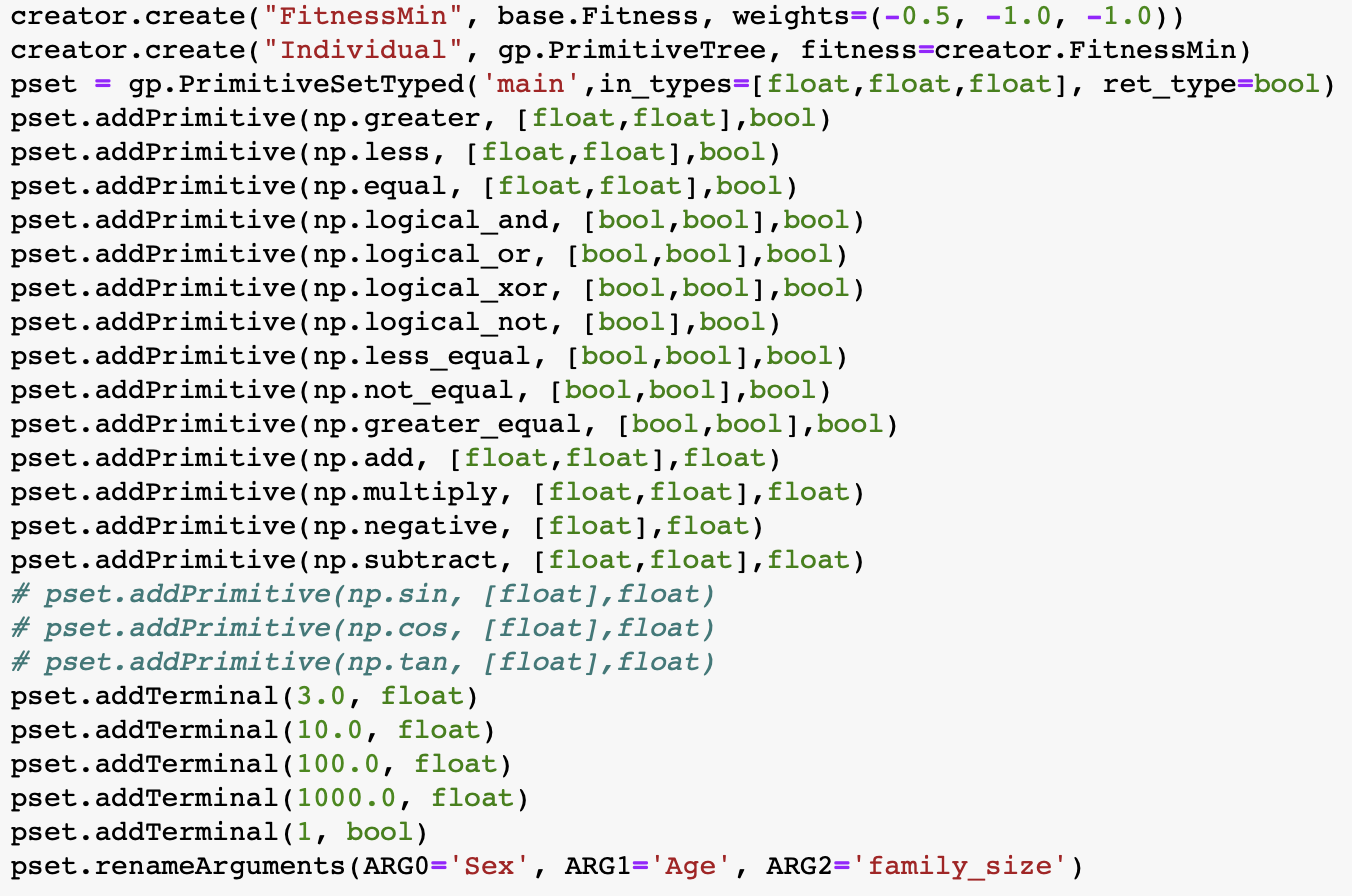 creator.create("FitnessMin", base.Fitness, weights=(-0.5, -1.0, -1.0))
creator.create("Individual", gp.PrimitiveTree, fitness=creator.FitnessMin)
pset = gp.PrimitiveSetTyped('main',in_types=[float,float,float], ret_type=bool)
pset.addPrimitive(np.greater, [float,float],bool)
pset.addPrimitive(np.less, [float,float],bool)
pset.addPrimitive(np.equal, [float,float],bool)
pset.addPrimitive(np.logical_and, [bool,bool],bool)
pset.addPrimitive(np.logical_or, [bool,bool],bool)
pset.addPrimitive(np.logical_xor, [bool,bool],bool)
pset.addPrimitive(np.logical_not, [bool],bool)
pset.addPrimitive(np.less_equal, [bool,bool],bool)
pset.addPrimitive(np.not_equal, [bool,bool],bool)
pset.addPrimitive(np.greater_equal, [bool,bool],bool)
pset.addPrimitive(np.add, [float,float],float)
pset.addPrimitive(np.multiply, [float,float],float)
pset.addPrimitive(np.negative, [float],float)
pset.addPrimitive(np.subtract, [float,float],float)
# pset.addPrimitive(np.sin, [float],float)
# pset.addPrimitive(np.cos, [float],float)
# pset.addPrimitive(np.tan, [float],float)
pset.addTerminal(3.0, float)
pset.addTerminal(10.0, float)
pset.addTerminal(100.0, float)
pset.addTerminal(1000.0, float)
pset.addTerminal(1, bool)
pset.renameArguments(ARG0='Sex', ARG1='Age', ARG2='family_size')